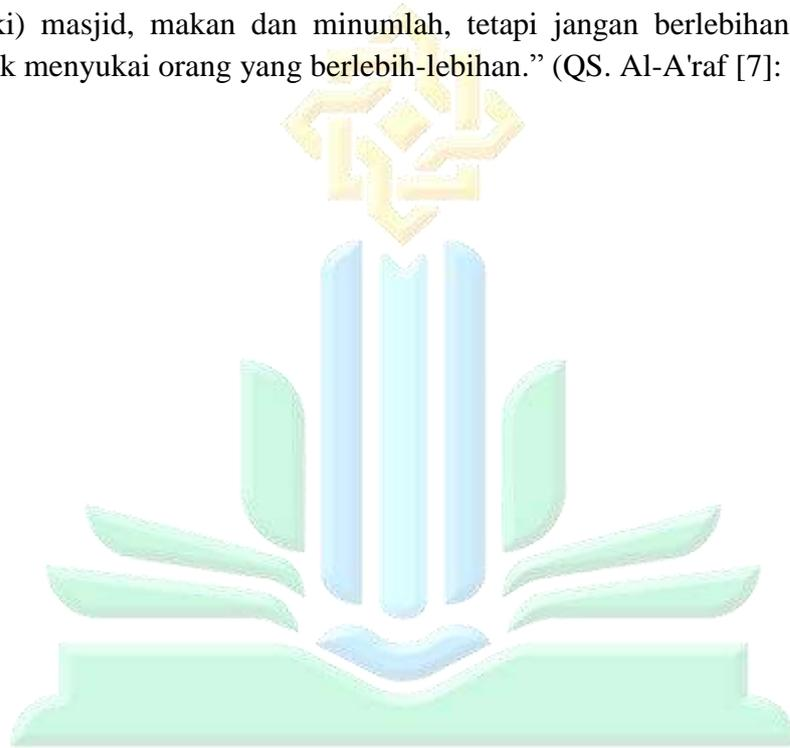 ki) masjid, makan dan minumlah, tetapi jangan berlebihan
k menyukai orang yang berlebih-lebihan.” (QS. Al-A'raf [7]: